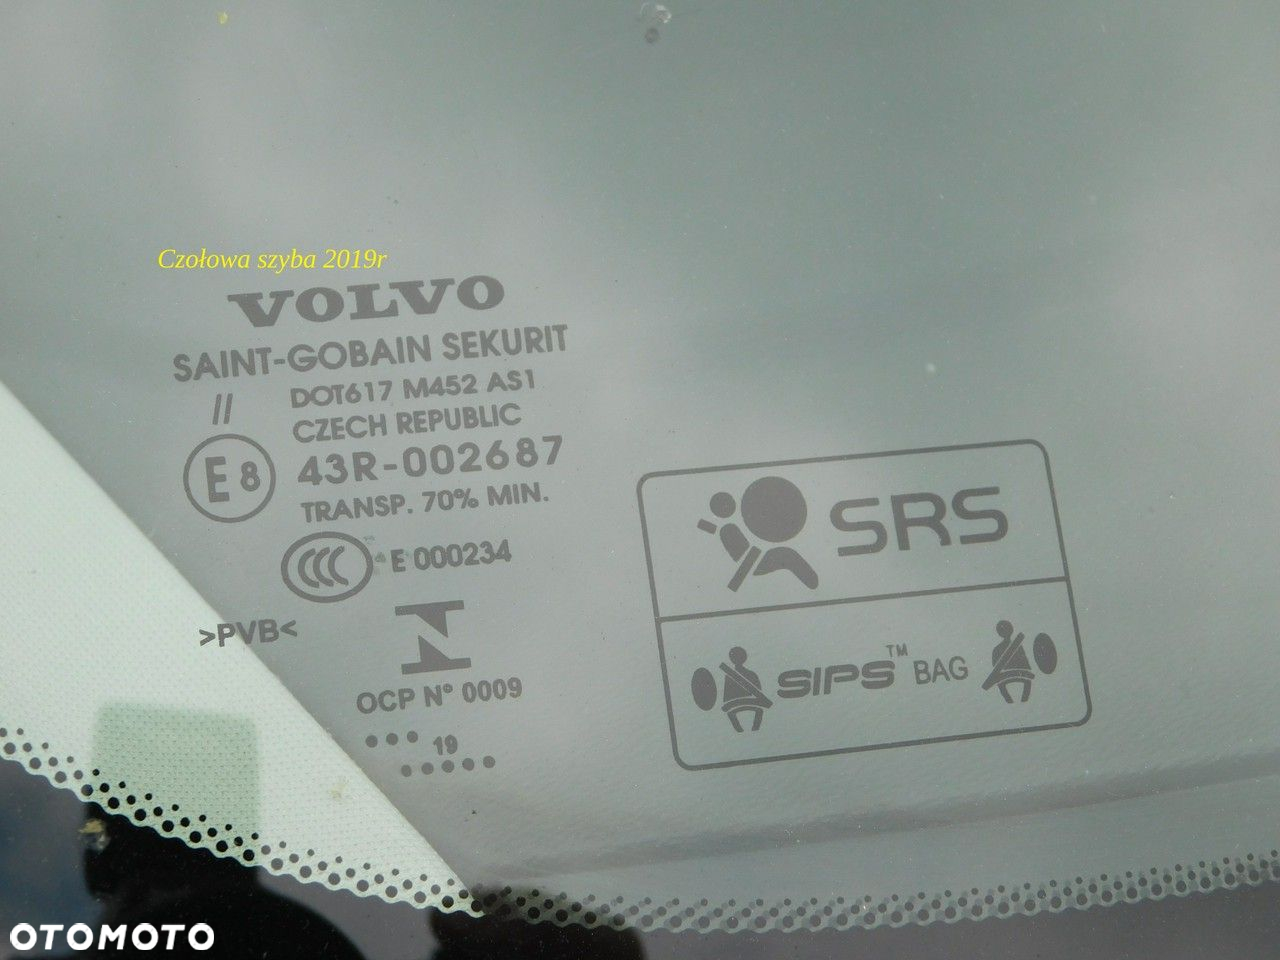 Czołowa szyba 2019r
VOLVO
SAINT-GOBAIN SEKURIT
//
DOT617 M452 AS1
CZECH REPUBLIC
E8
43R-002687
TRANSP. 70% MIN.
CCC
E 000234
>PVB<
OCP N° 0009
19
SRS
SIPS™ BAG
OTOMOTO